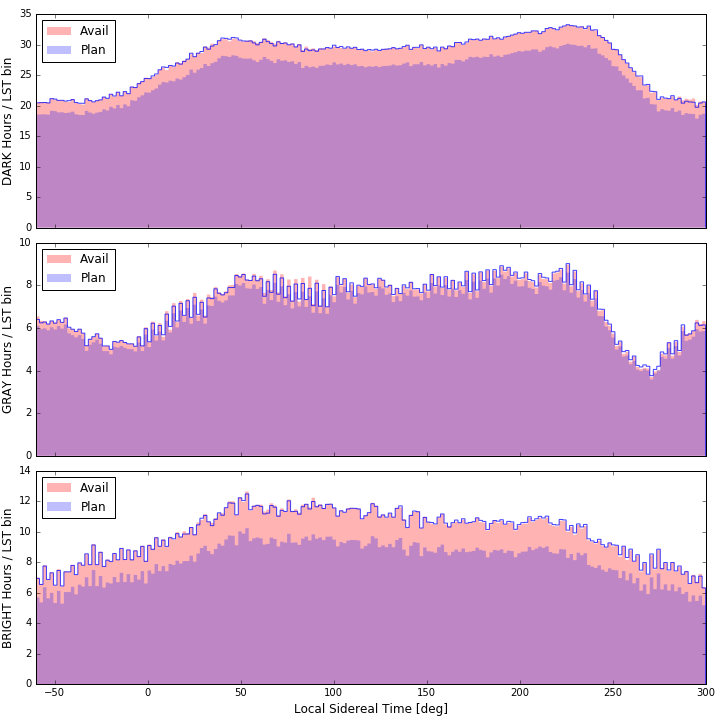 35
30
25
20
15
10
5
0
DARK Hours / LST bin
Avail
Plan
10
8
6
4
2
0
GRAY Hours / LST bin
Avail
Plan
14
12
10
8
6
4
2
0
BRIGHT Hours / LST bin
Avail
Plan
−50 0 50 100 150 200 250 300
Local Sidereal Time [deg]